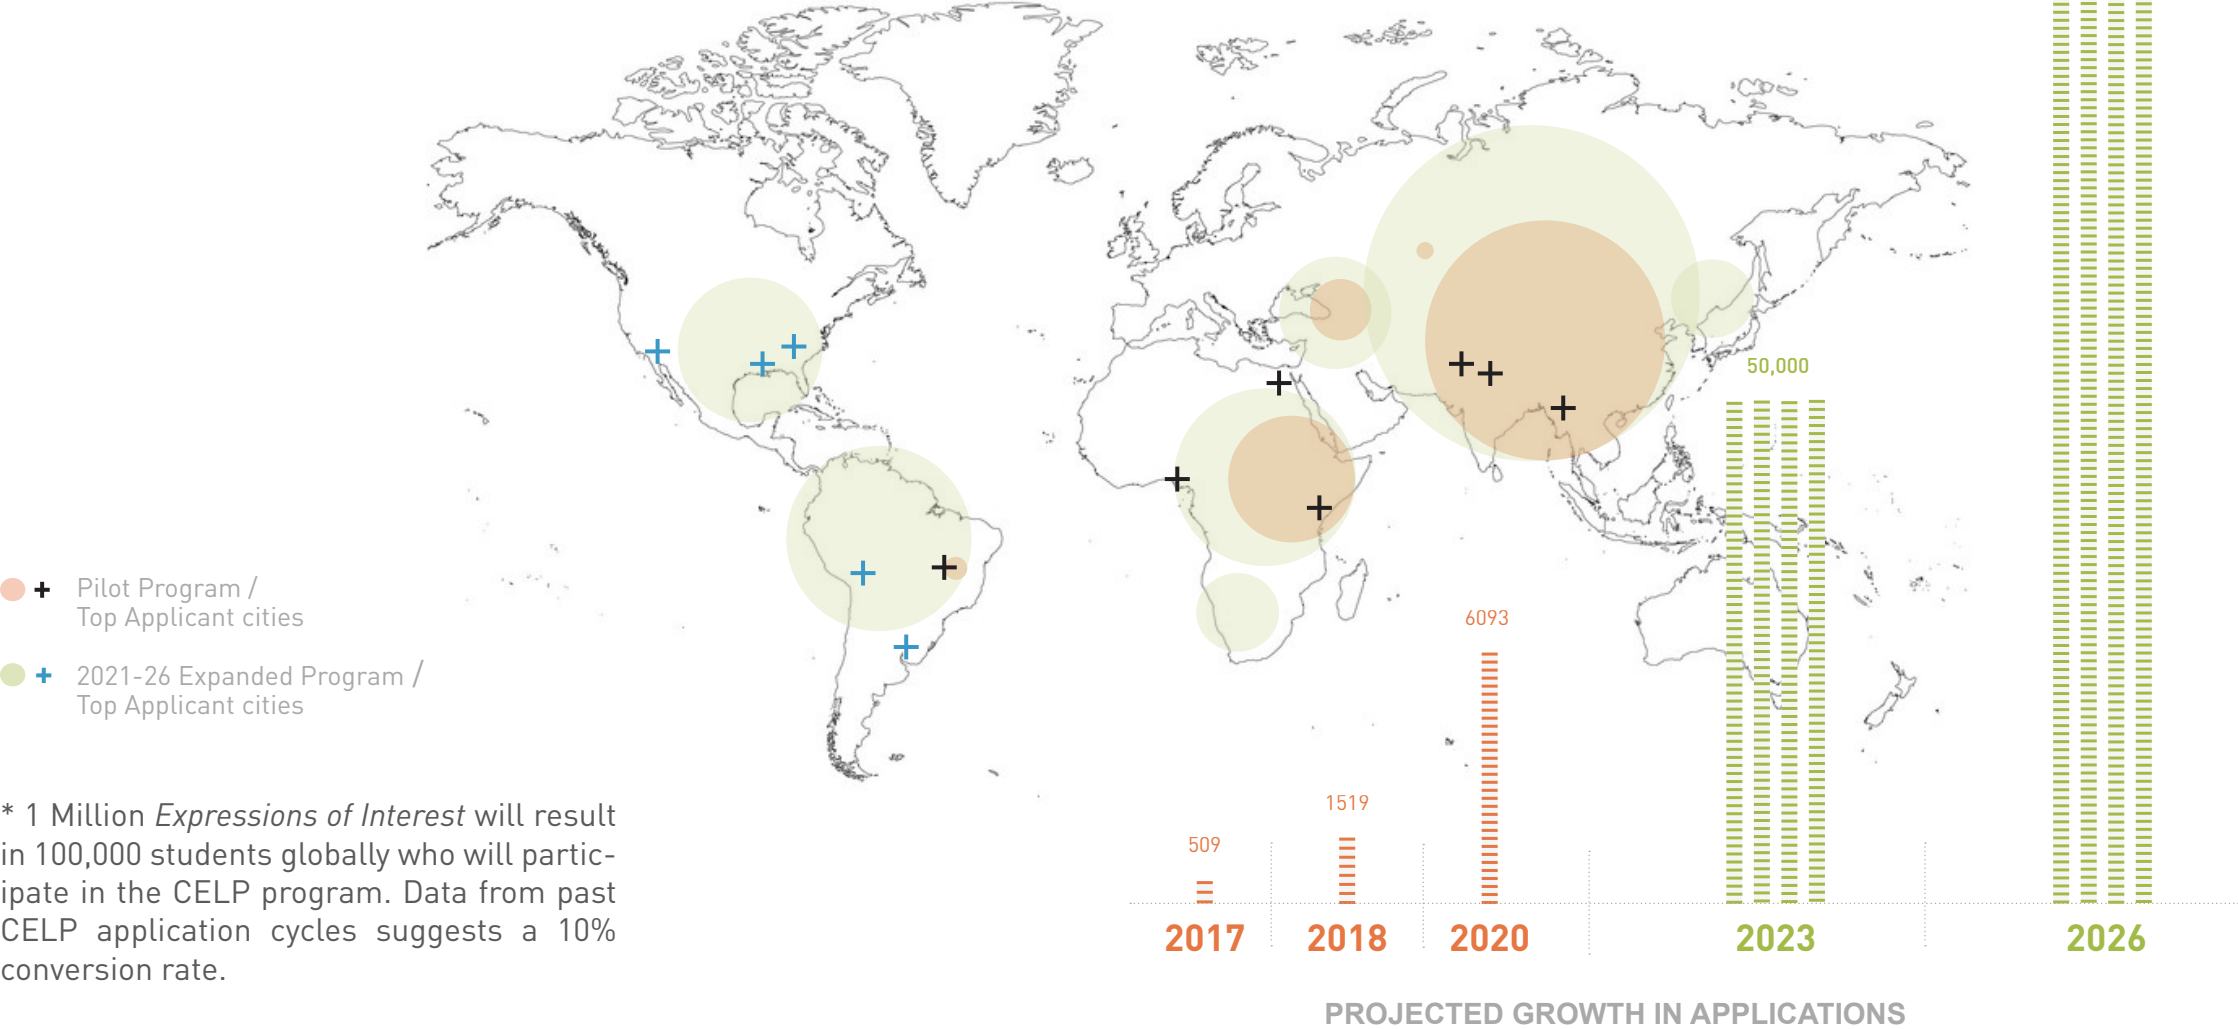 50,000
Pilot Program /
Top Applicant cities
6093
2021-26 Expanded Program /
Top Applicant cities
* 1 Million Expressions of Interest will result
in 100,000 students globally who will partic-
ipate in the CELP program. Data from past
CELP application cycles suggests a 10%
conversion rate.
1519
509
2017
2018
2020
2023
2026
PROJECTED GROWTH IN APPLICATIONS